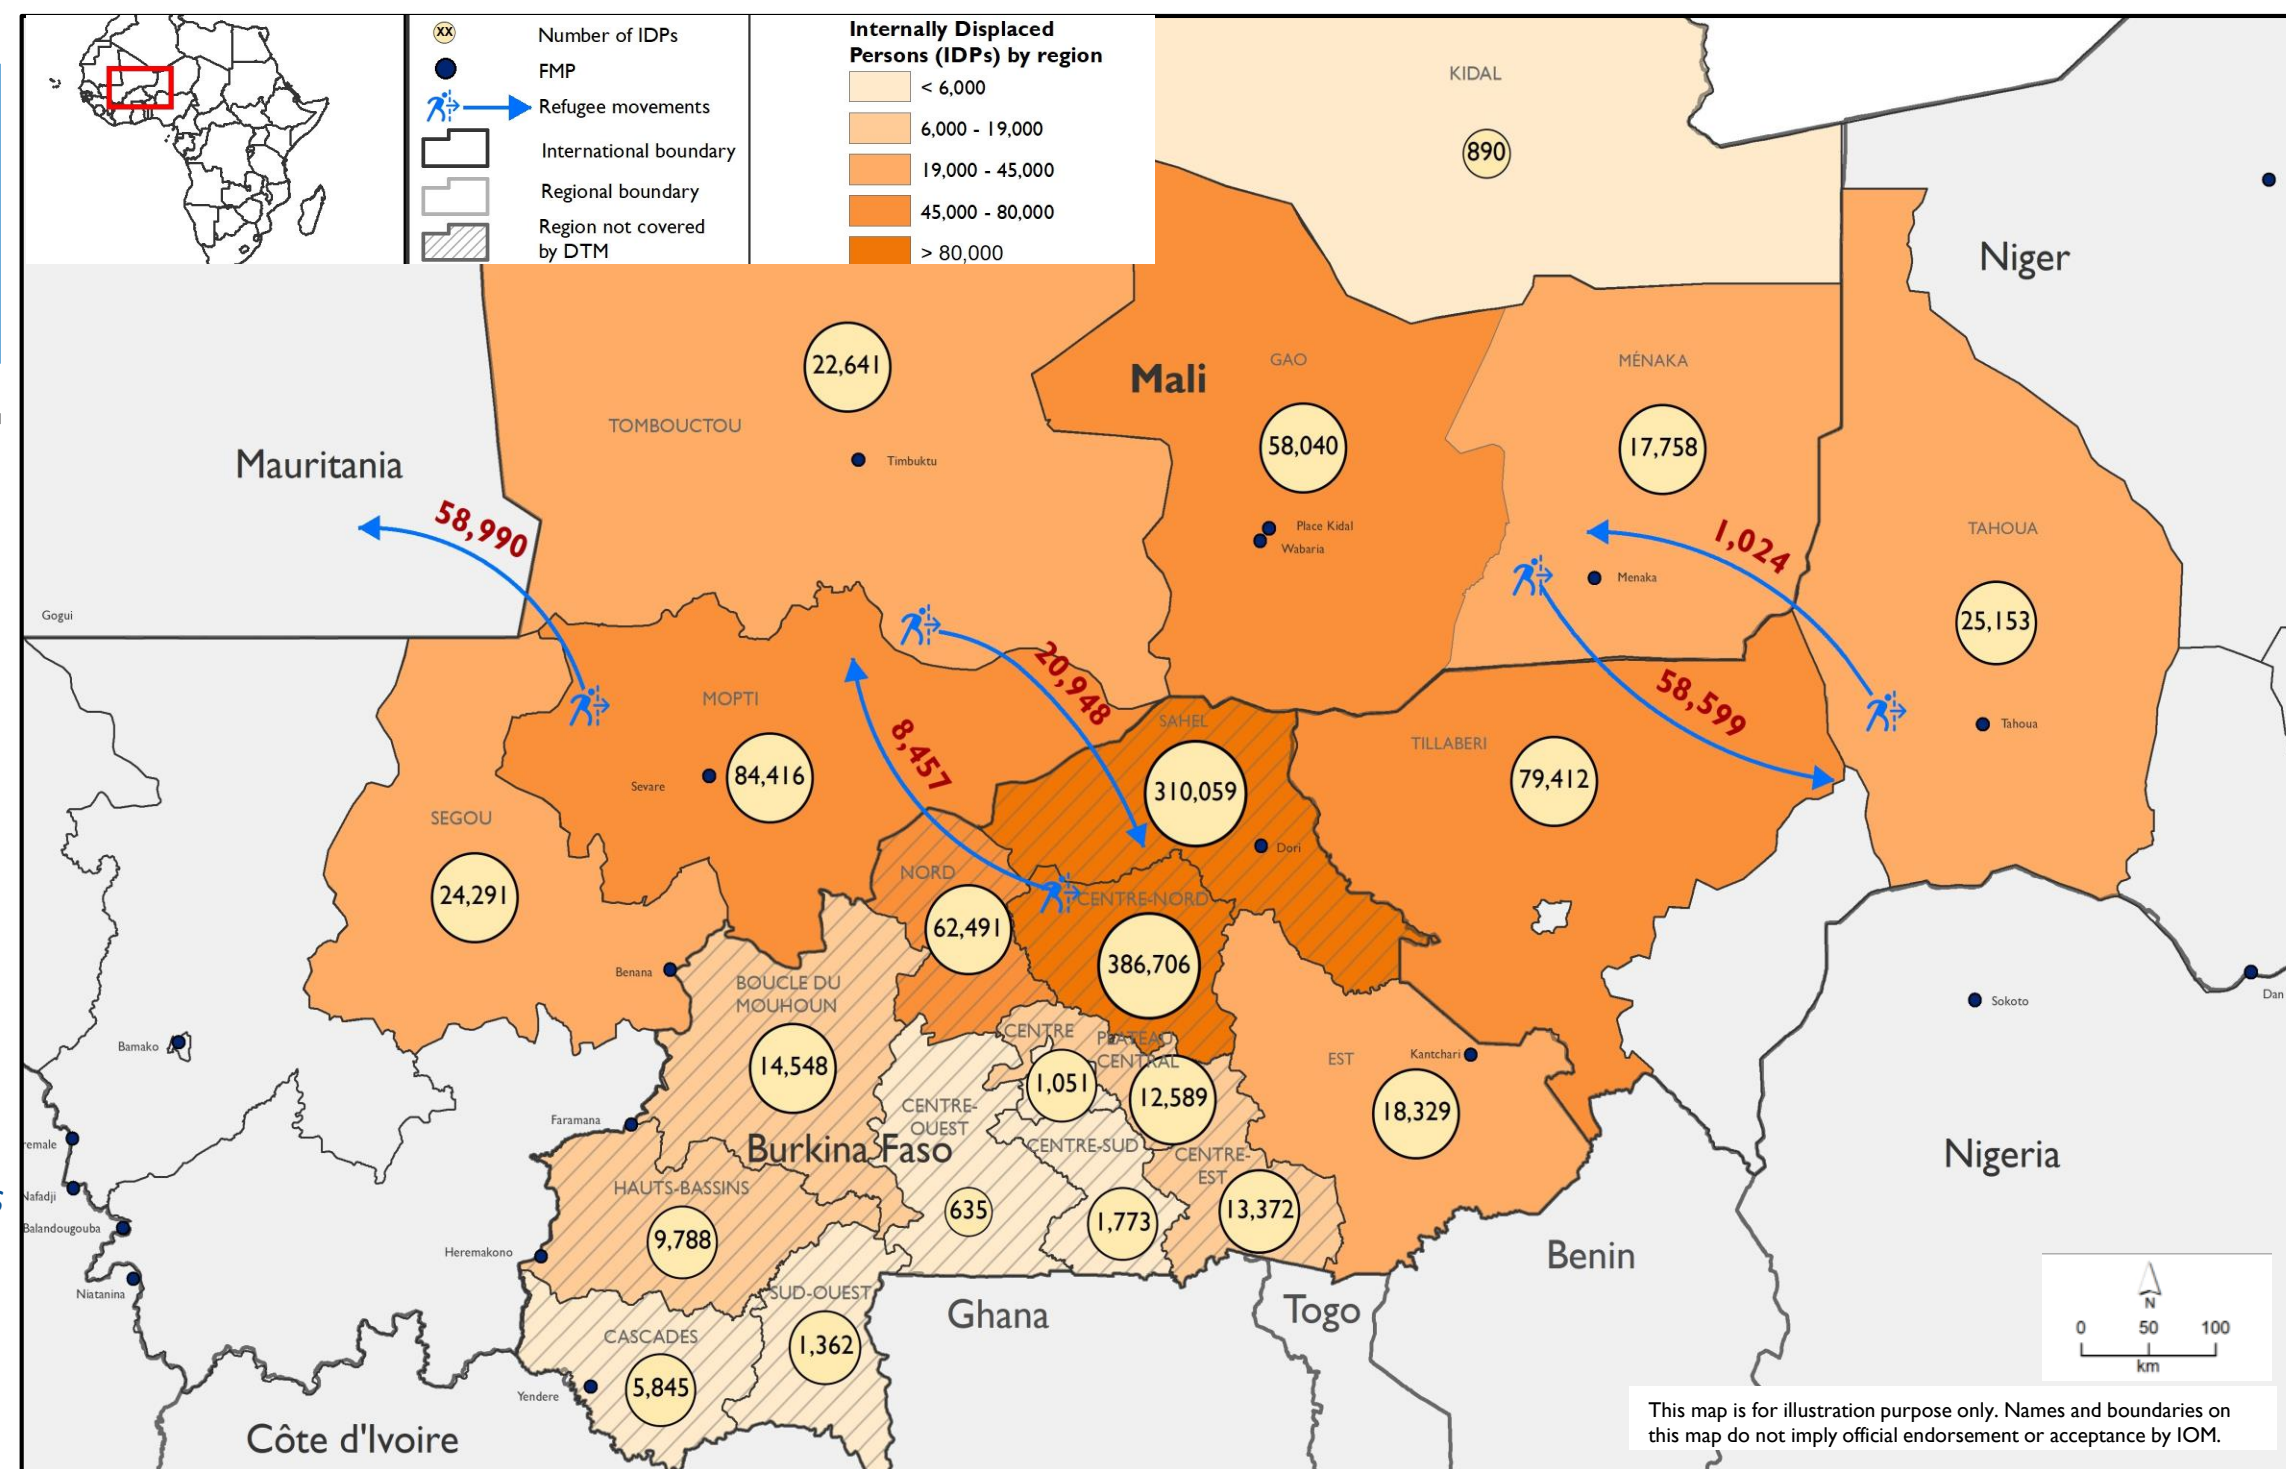 XX
Number of IDPs
FMP
Refugee movements
International boundary
Regional boundary
Region not covered
by DTM
Internally Displaced
Persons (IDPs) by region
< 6,000
6,000 - 19,000
19,000 - 45,000
45,000 - 80,000
> 80,000
KIDAL
890
Niger
22,641
TOMBOUCTOU
Timbuktu
Mali
GAO
58,040
Place Kidal
Wabaria
MÉNAKA
17,758
Menaka
1,024
TAHOUA
25,153
Tahoua
Mauritania
58,990
Gogui
20,948
8,457
58,599
MOPTI
84,416
Sevare
SAHEL
310,059
Dori
TILLABERI
79,412
SEGOU
24,291
NORD
62,491
CENTRE-NORD
386,706
Benana
BOUCLE DU
MOUHOUN
14,548
Bamako
CENTRE
1,051
PLATEAU
CENTRAL
12,589
EST
Kantchari
18,329
Sokoto
Dan
Faramana
CENTRE-
OUEST
635
Burkina Faso
CENTRE-SUD
1,773
CENTRE-
EST
13,372
Nigeria
HAUTS-BASSINS
9,788
Heremakono
emale
Nafadji
Balandougouba
Niatanina
SUD-OUEST
1,362
CASCADES
5,845
Yendere
Côte d'Ivoire
Ghana
Togo
Benin
N
0 50 100
km
This map is for illustration purpose only. Names and boundaries on
this map do not imply official endorsement or acceptance by IOM.